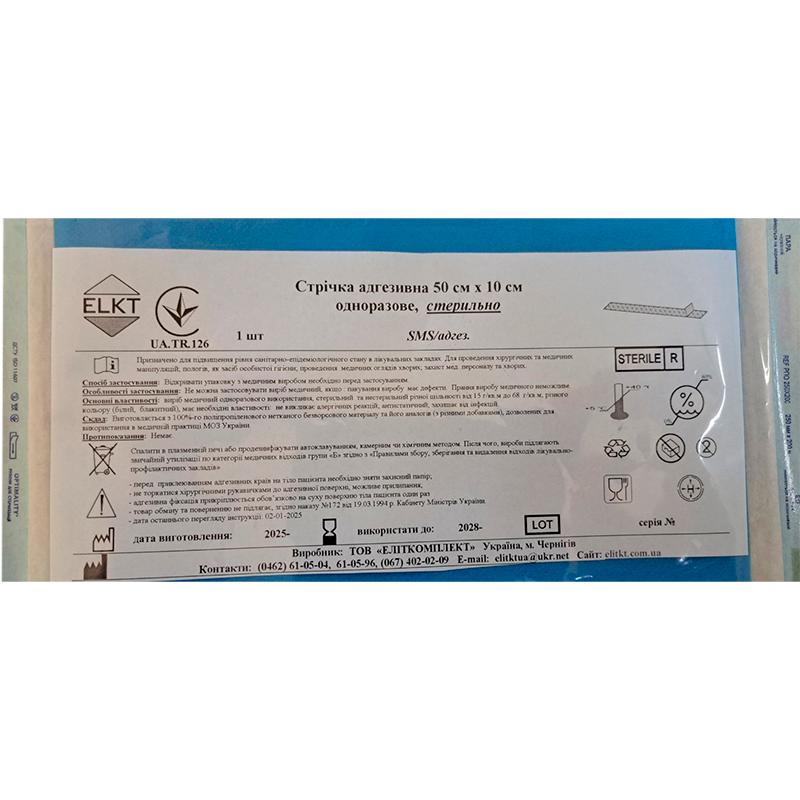 Стрічка адгезивна 50 см х 10 см
одноразове, стерильно
ELKT
UA.TR.126
1 шт
SMS/адгез.
Призначено для підвищення рівня санітарно-епідеміологічного стану в лікувальних закладах. Для проведення хірургічних та медичних
маніпуляцій, пологів, як засіб особистої гігієни, проведення медичних оглядів хворих, захист мед. персоналу та хворих.
STERILE R
Спосіб застосування: Відкривати упаковку з медичним виробом необхідно перед застосуванням.
Особливості застосування: Не можна застосовувати виріб медичний, якщо: пакування виробу має дефекти. Прання виробу медичного неможливе.
Основні властивості: виріб медичний одноразового використання, стерильний та нестерильний різної щільності від 15 г/кв.м до 68 г/кв.м, різного
кольору (білий, блакитний), має необхідні властивості: не викликає алергічних реакцій, антистатичний, захищає від інфекцій.
Склад: Виготовляється з 100%-го поліпропіленового нетканого безворсового матеріалу та його аналогів (з різними добавками), дозволених для
використання в медичній практиці МОЗ України
Протипоказання: Немає
+40 °C
%
Спалити в плазменній печі або продезинфікувати автоклавуванням, камерним чи хімічним методом. Після чого, вироби підлягають
звичайній утилізації по категорії медичних відходів групи «Б» згідно з «Правилами збору, зберігання та видалення відходів лікувально-
профілактичних закладів»
2
- перед приклеюванням адгезивних краів на тіло пацієнта необхідно зняти захисний папір;
- не торкатися хірургічними рукавичками до адгезивної поверхні, можливе прилипання,
- адгезивна фіксація прикріплюється обов'язково на суху поверхню тіла пацієнта один раз
- товар обману та поверненню не підлягає, згідно наказу №172 від 19.03.1994 р. Кабінету Міністрів України.
- дата останнього перегляду інструкції: 02-01-2025
H
дата виготовлення: 2025-
використати до: 2028-
LOT
серія №
Виробник: ТОВ «ЕЛІТКОМПЛЕКТ» Україна, м. Чернігів
Контакти: (0462) 61-05-04, 61-05-96, (067) 402-02-09 E-mail: elitktua@ukr.net Сайт: elitkt.com.ua
OPTIMALITY
ПАРА